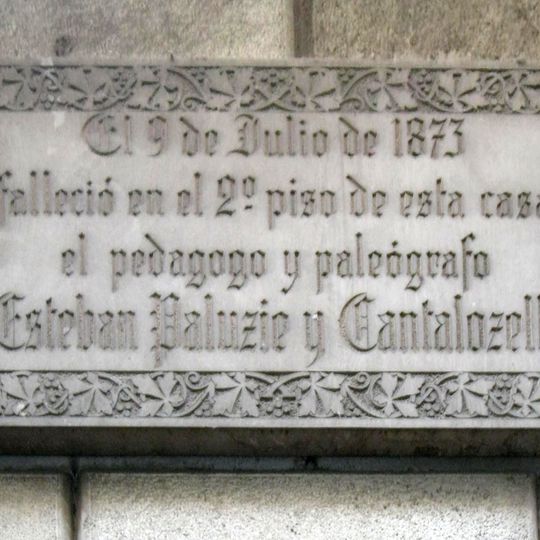 El 9 de Julio de 1873
falleció en el 2º piso de esta casa
el pedagogo y paleógrafo
Esteban Paluzie y Cantalozell